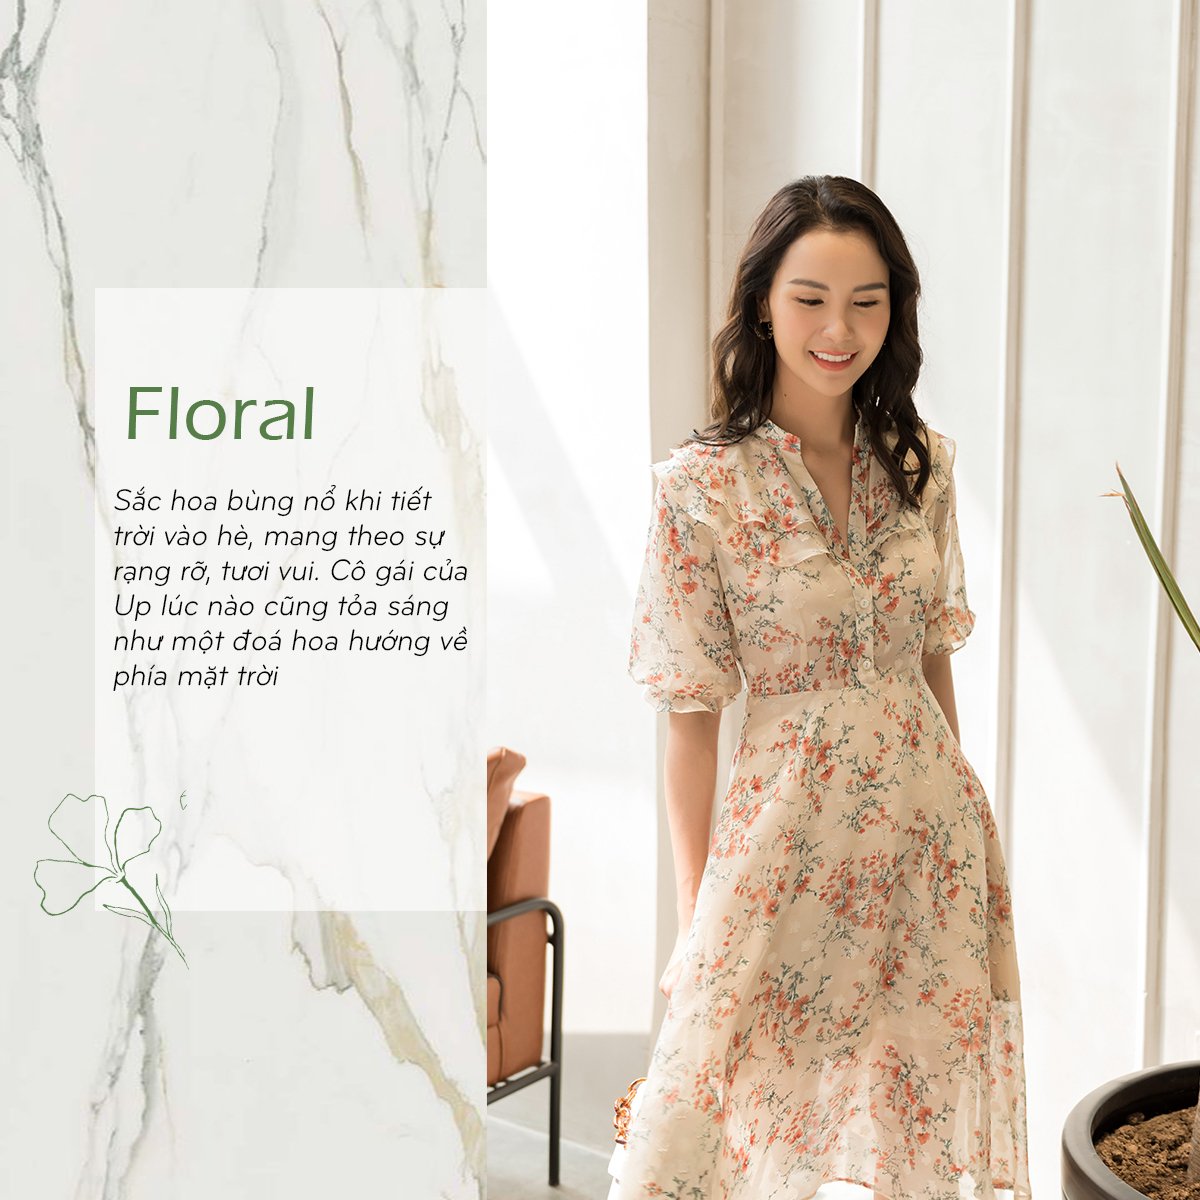 Floral
Sắc hoa bùng nổ khi tiết
trời vào hè, mang theo sự
rạng rỡ, tươi vui. Cô gái của
Up lúc nào cũng tỏa sáng
như một đoá hoa hướng về
phía mặt trời